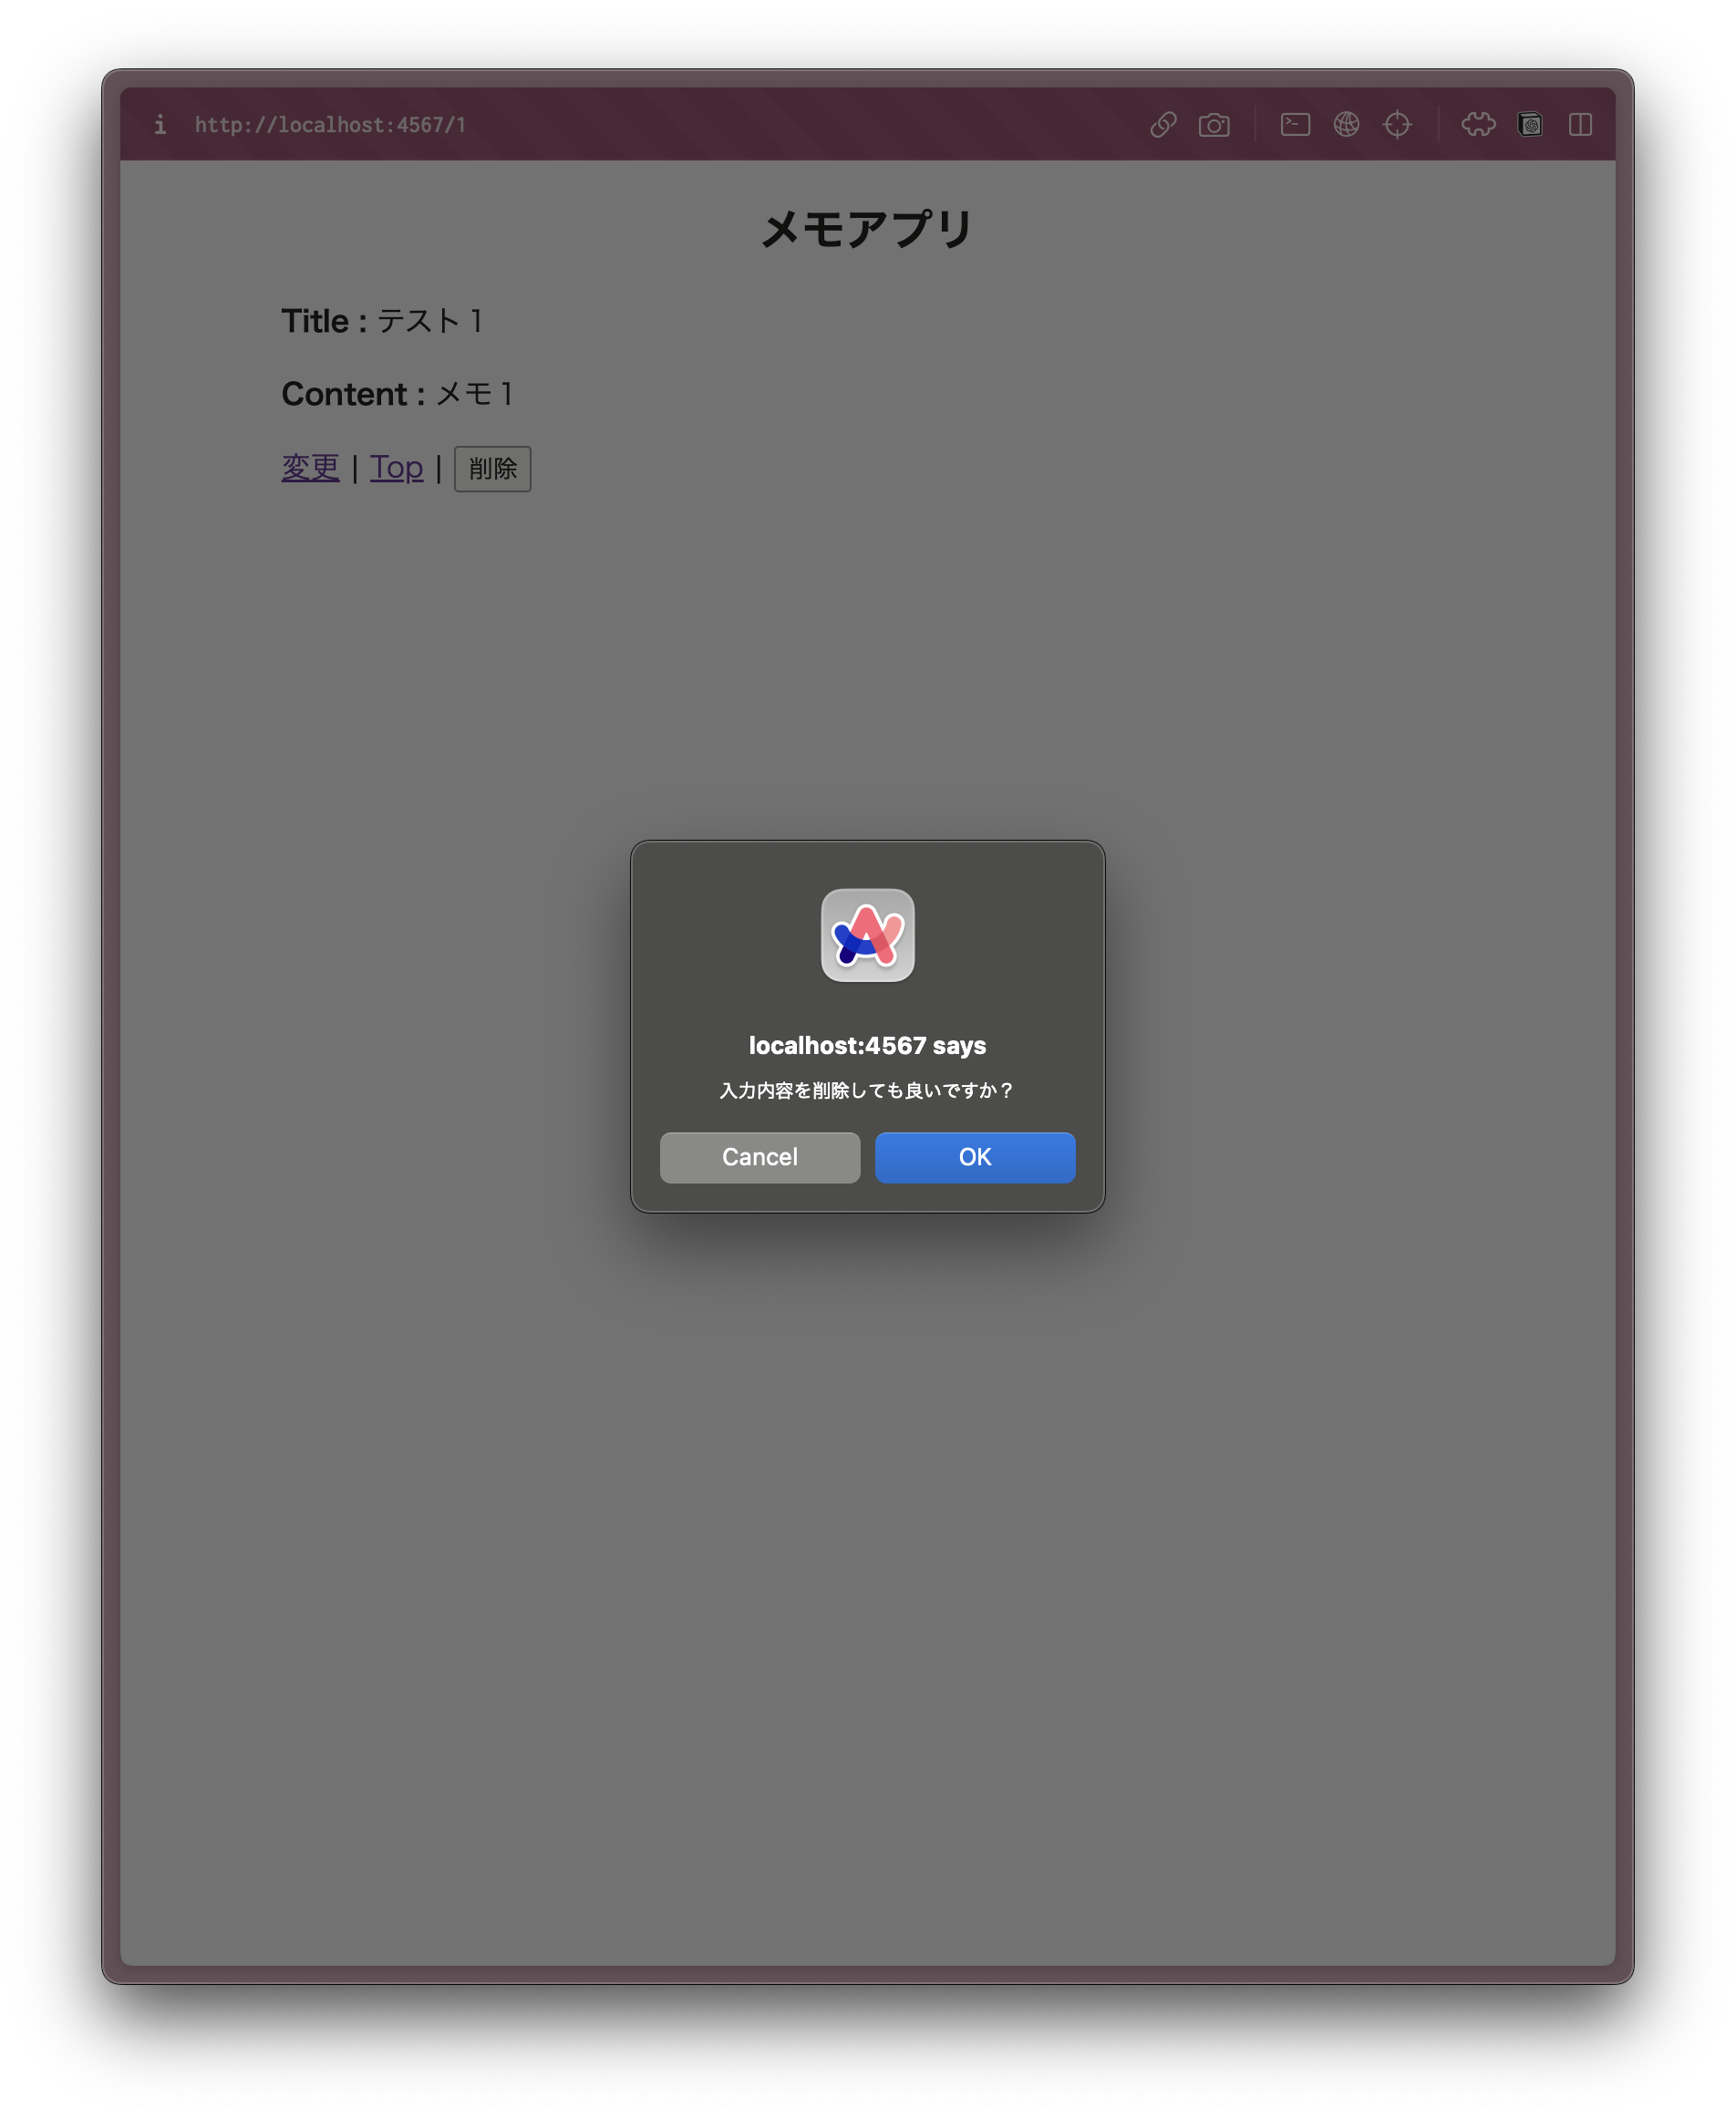 http://localhost:4567/1
メモアプリ
Title : テスト1
Content : メモ1
変更 | Top | 削除
localhost:4567 says
入力内容を削除しても良いですか？
Cancel OK